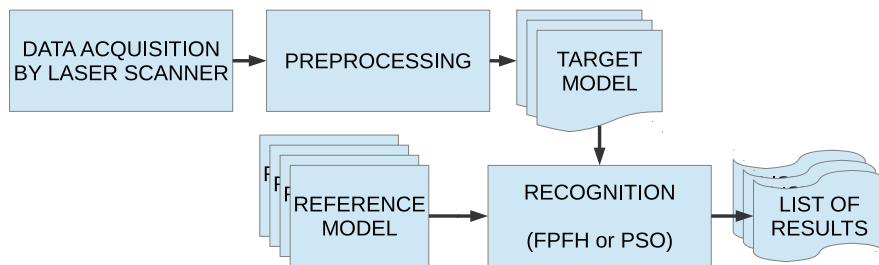 DATA ACQUISITION
BY LASER SCANNER
PREPROCESSING
TARGET
MODEL
REFERENCE
MODEL
RECOGNITION
(FPFH or PSO)
LIST OF
RESULTS